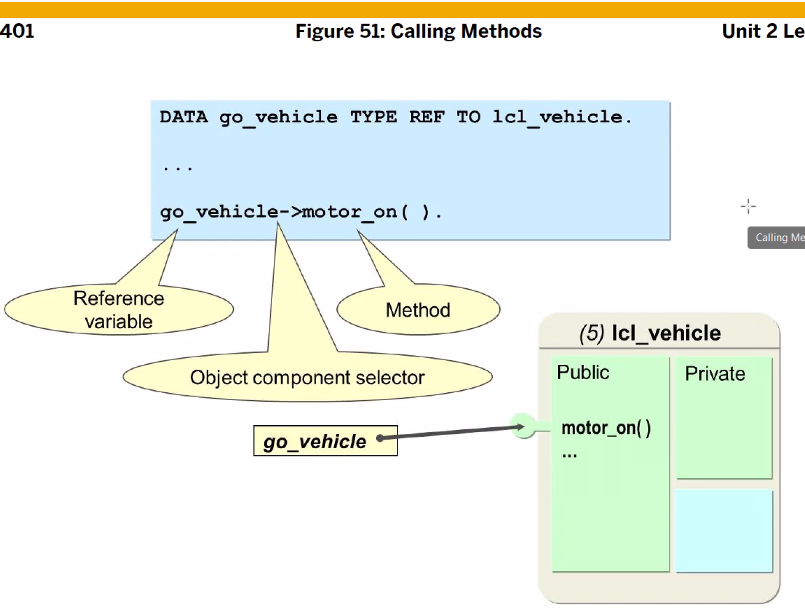 401
Figure 51: Calling Methods
Unit 2 Le
DATA go_vehicle TYPE REF TO lcl_vehicle.
...
go_vehicle->motor_on( ).
Reference
variable
Method
Object component selector
Calling Me
go_vehicle
(5) lcl_vehicle
Public
Private
motor_on()
...